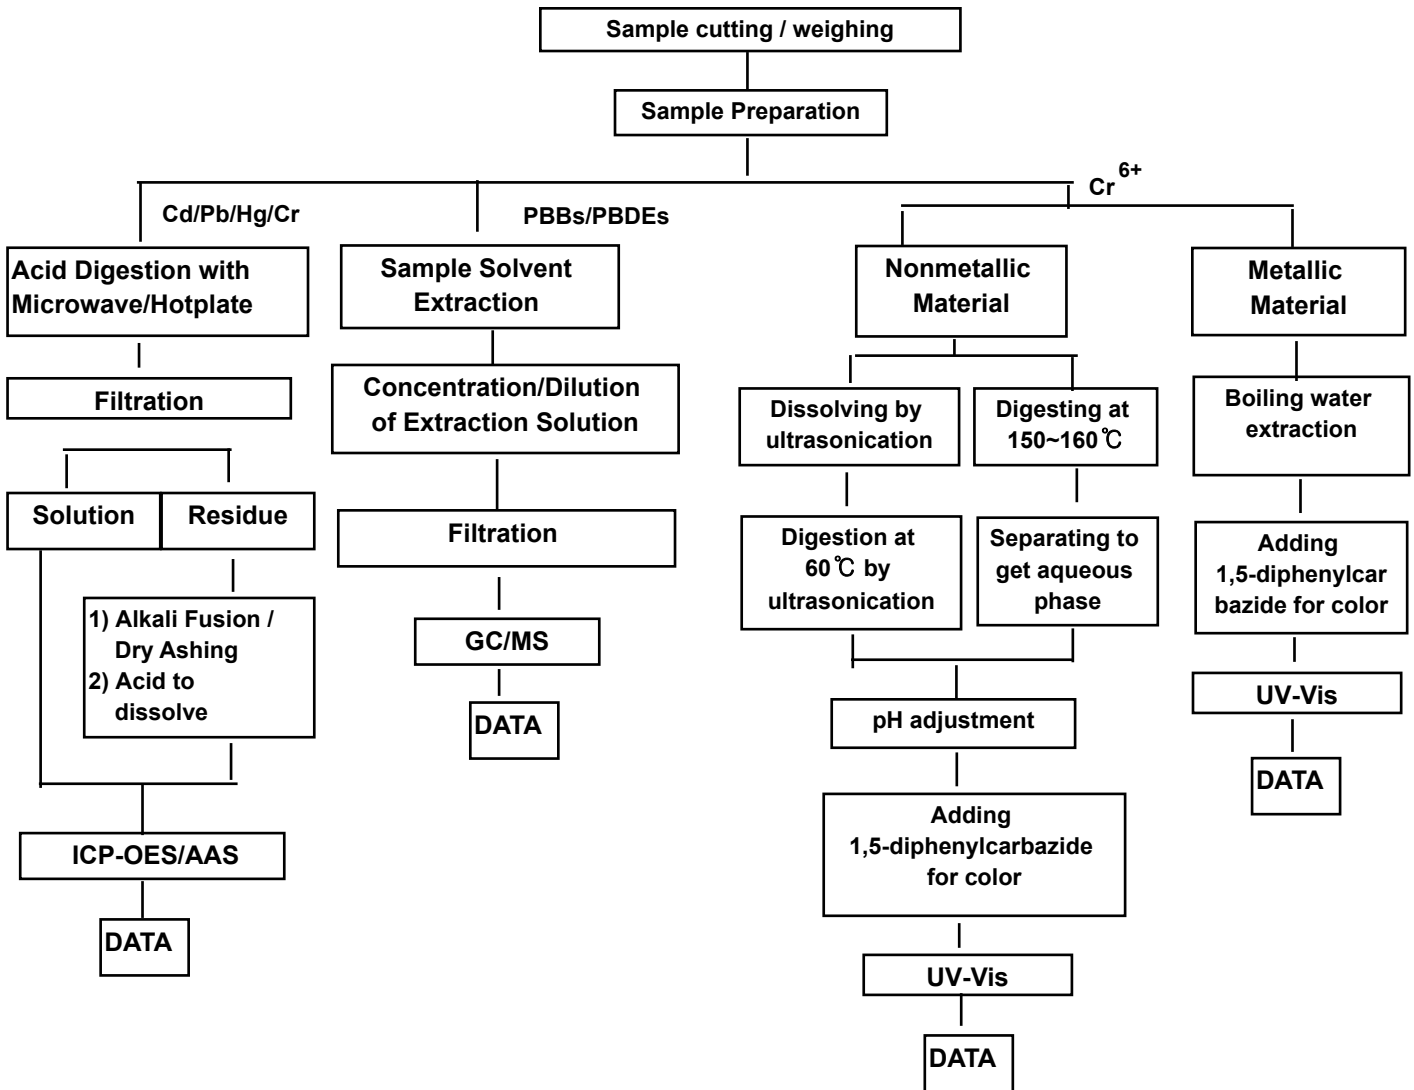 Sample cutting / weighing
Sample Preparation
Cr 6+
Cd/Pb/Hg/Cr
PBBs/PBDEs
Acid Digestion with
Microwave/Hotplate
Filtration
Solution
Residue
1) Alkali Fusion /
Dry Ashing
2) Acid to
dissolve
ICP-OES/AAS
DATA
Sample Solvent
Extraction
Concentration/Dilution
of Extraction Solution
Filtration
GC/MS
DATA
Nonmetallic
Material
Dissolving by
ultrasonication
Digestion at
60℃ by
ultrasonication
Digesting at
150~160℃
Separating to
get aqueous
phase
pH adjustment
Adding
1,5-diphenylcarbazide
for color
UV-Vis
DATA
Metallic
Material
Boiling water
extraction
Adding
1,5-diphenylcar
bazide for color
UV-Vis
DATA